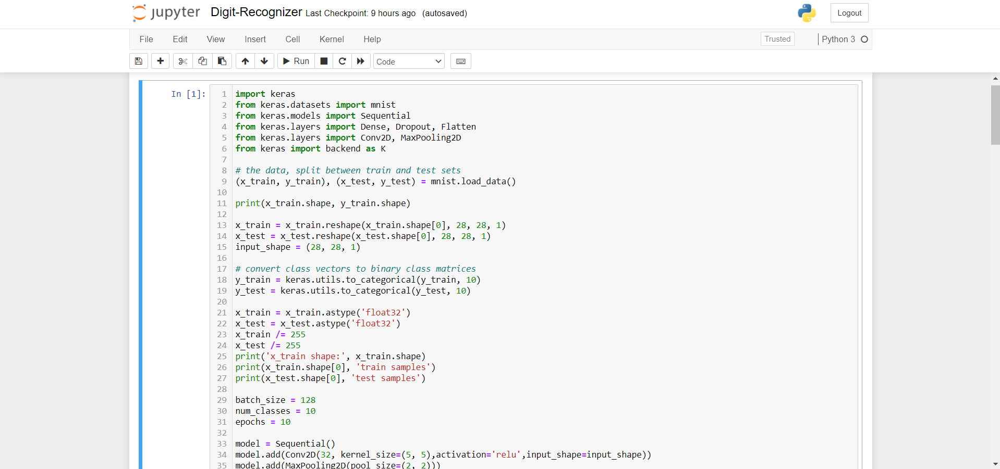 jupyter Digit-Recognizer Last Checkpoint: 9 hours ago (autosaved)
Logout
File Edit View Insert Cell Kernel Help
Trusted
Python 3
Run
Code
In [1]:
1 import keras
2 from keras.datasets import mnist
3 from keras.models import Sequential
4 from keras.layers import Dense, Dropout, Flatten
5 from keras.layers import Conv2D, MaxPooling2D
6 from keras import backend as K
7
8 # the data, split between train and test sets
9 (x_train, y_train), (x_test, y_test) = mnist.load_data()
10
11 print(x_train.shape, y_train.shape)
12
13 x_train = x_train.reshape(x_train.shape[0], 28, 28, 1)
14 x_test = x_test.reshape(x_test.shape[0], 28, 28, 1)
15 input_shape = (28, 28, 1)
16
17 # convert class vectors to binary class matrices
18 y_train = keras.utils.to_categorical(y_train, 10)
19 y_test = keras.utils.to_categorical(y_test, 10)
20
21 x_train = x_train.astype('float32')
22 x_test = x_test.astype('float32')
23 x_train /= 255
24 x_test /= 255
25 print('x_train shape:', x_train.shape)
26 print(x_train.shape[0], 'train samples')
27 print(x_test.shape[0], 'test samples')
28
29 batch_size = 128
30 num_classes = 10
31 epochs = 10
32
33 model = Sequential()
34 model.add(Conv2D(32, kernel_size=(5, 5),activation='relu',input_shape=input_shape))
35 model.add(MaxPooling2D(pool_size=(2, 2)))